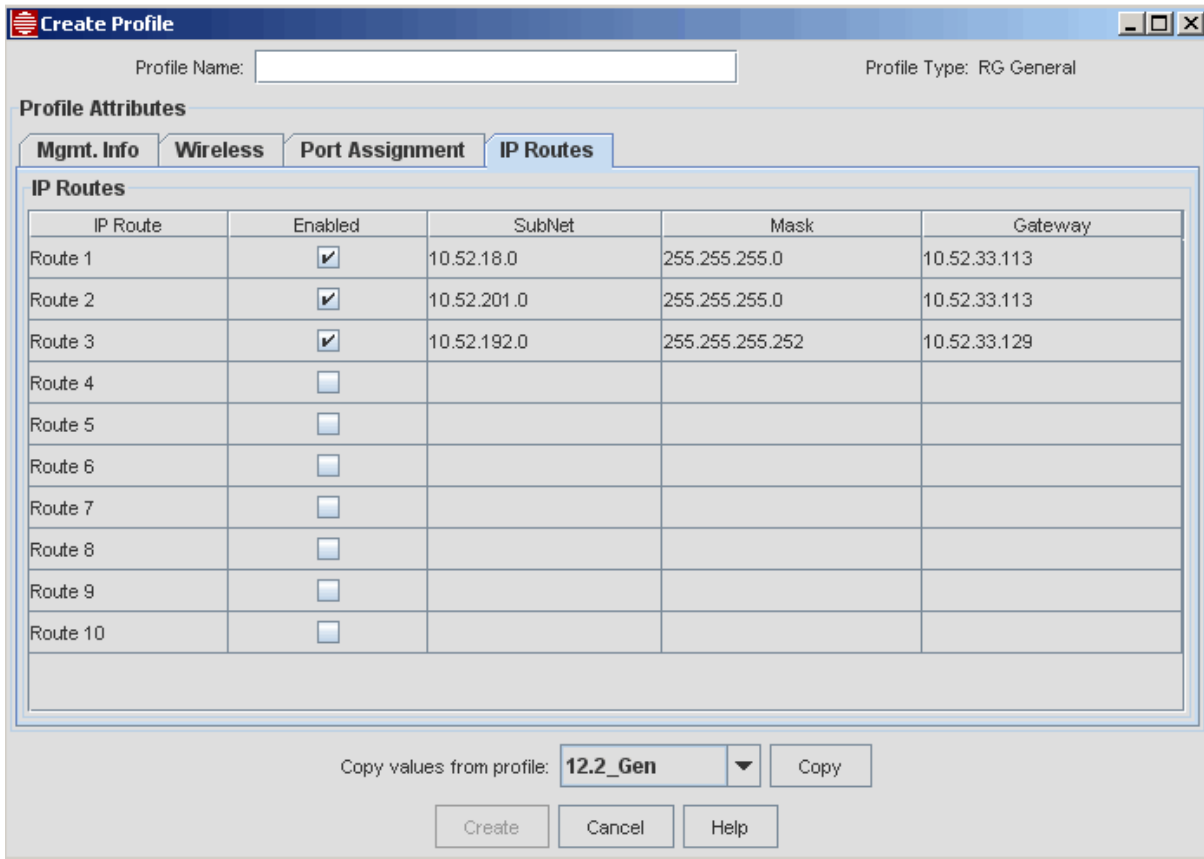 Create Profile
Profile Name: Profile Type: RG General
Profile Attributes
Mgmt. Info Wireless Port Assignment IP Routes
IP Routes
IP Route Enabled SubNet Mask Gateway
Route 1 10.52.18.0 255.255.255.0 10.52.33.113
Route 2 10.52.201.0 255.255.255.0 10.52.33.113
Route 3 10.52.192.0 255.255.255.252 10.52.33.129
Route 4
Route 5
Route 6
Route 7
Route 8
Route 9
Route 10
Copy values from profile: 12.2_Gen Copy
Create Cancel Help